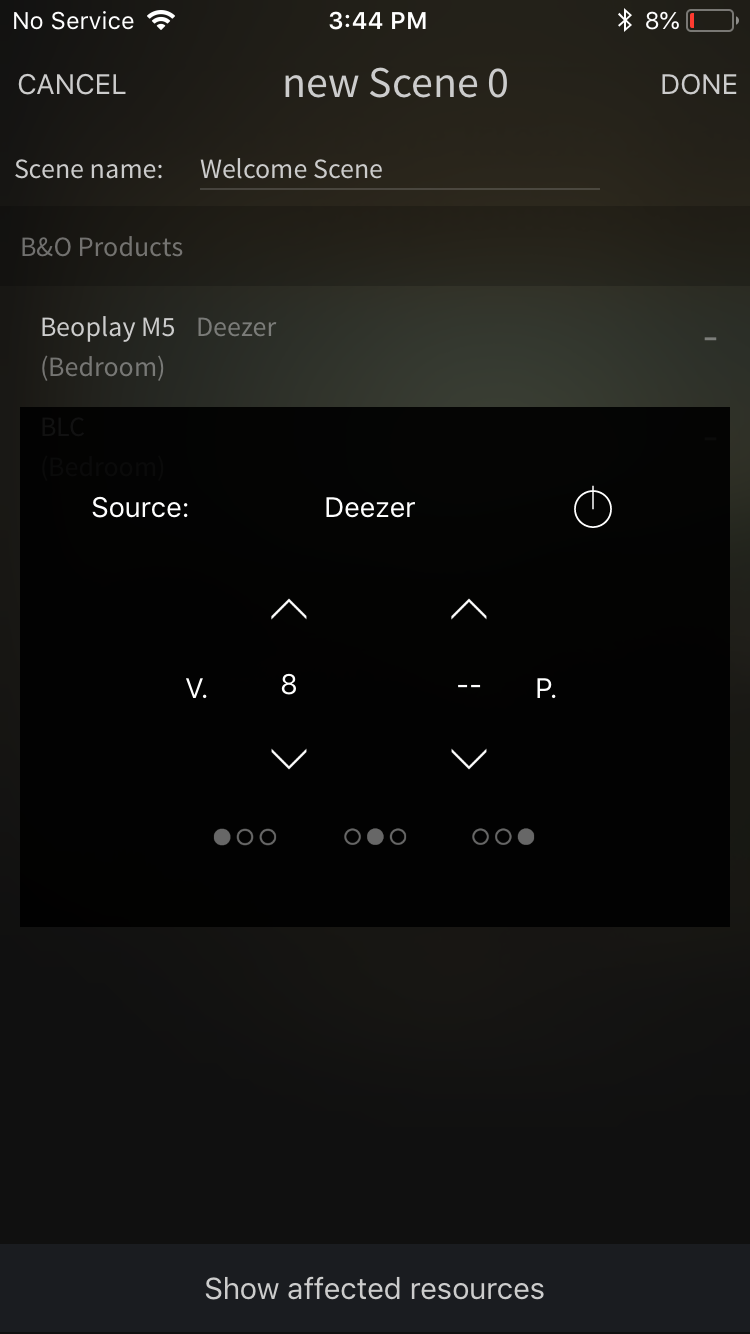 No Service 3:44 PM 8%
CANCEL new Scene 0 DONE
Scene name: Welcome Scene
B&O Products
Beoplay M5 Deezer -
(Bedroom)
BLC -
(Bedroom)
Source: Deezer
V. 8 -- P.
Show affected resources